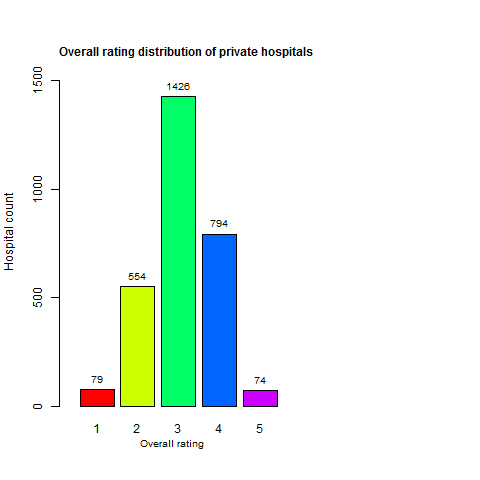 Overall rating distribution of private hospitals
Hospital count
1500
1000
500
0
79
554
1426
794
74
1 2 3 4 5
Overall rating